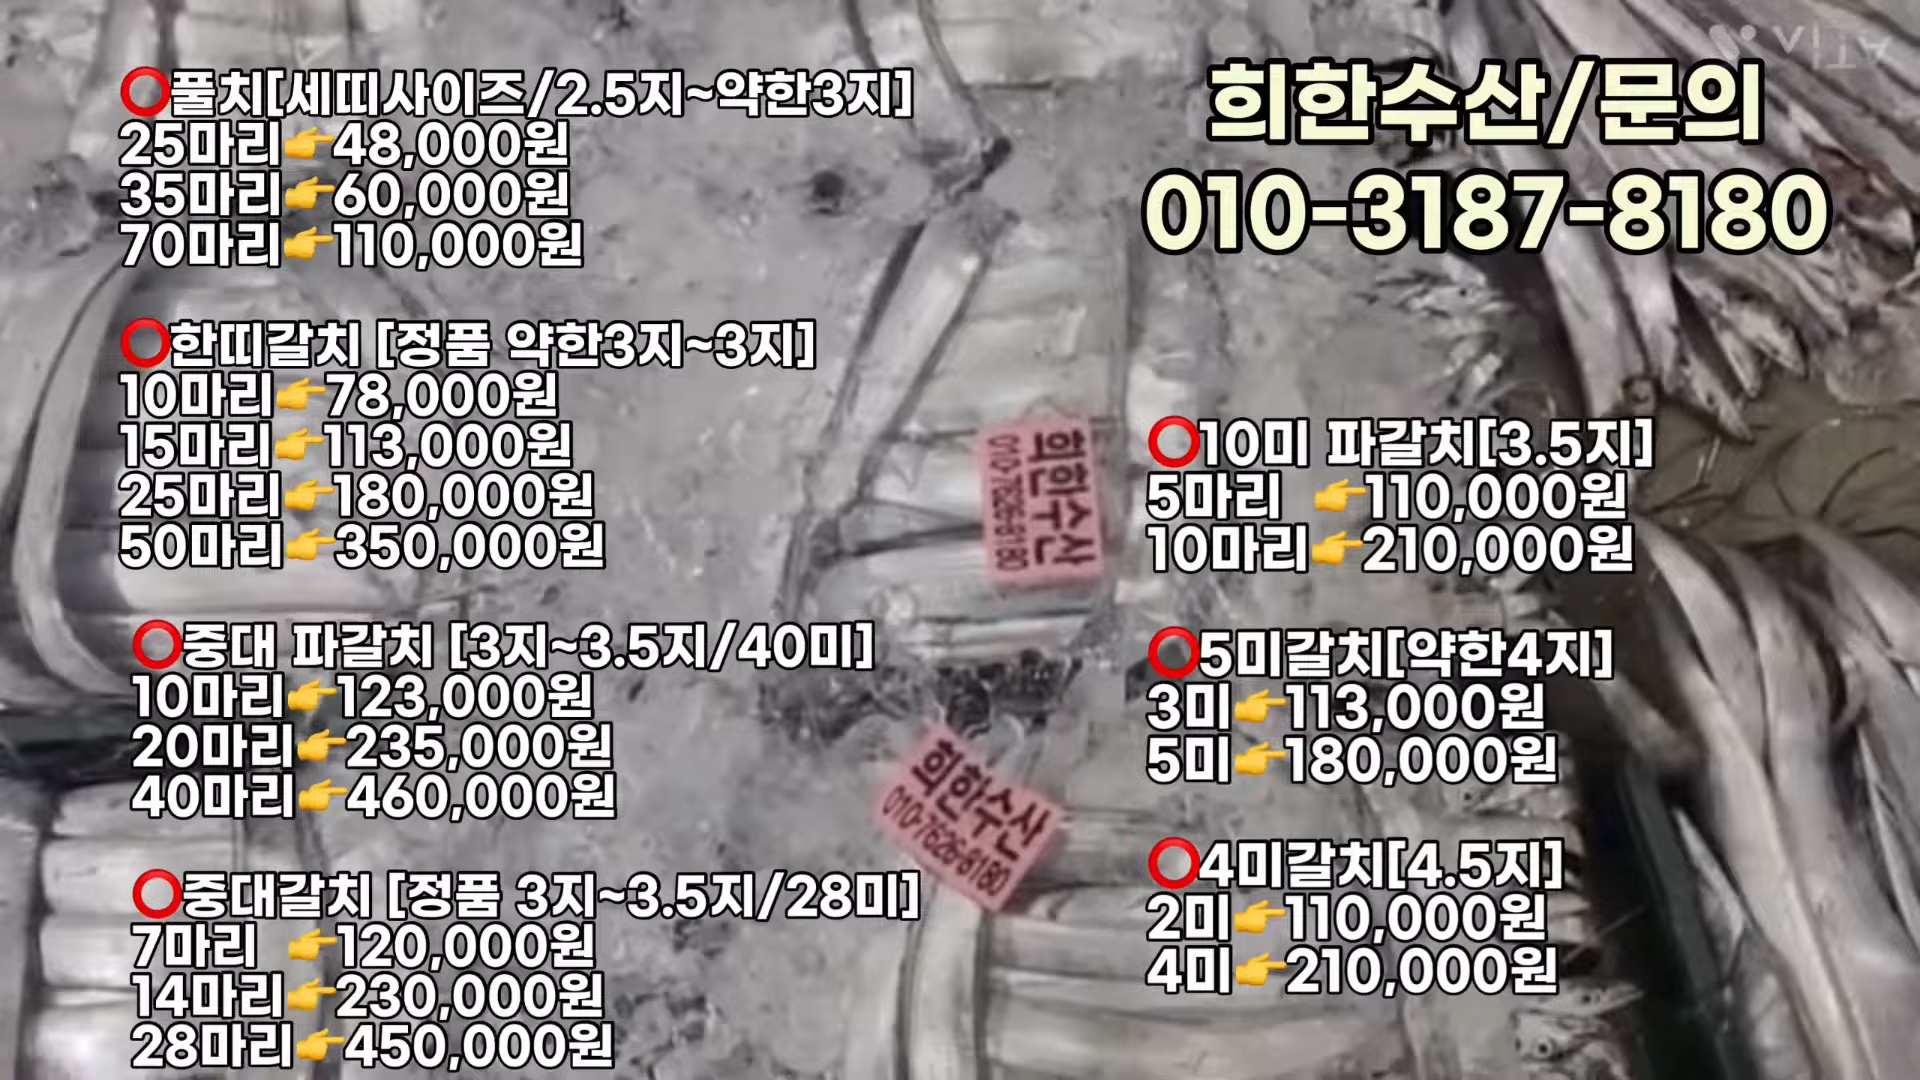 ⭕풀치[세띠사이즈/2.5지~약한3지]
25마리👉48,000원
35마리👉60,000원
70마리👉110,000원
⭕한띠갈치 [정품 약한3지~3지]
10마리👉78,000원
15마리👉113,000원
25마리👉180,000원
50마리👉350,000원
⭕중대 파갈치 [3지~3.5지/40미]
10마리👉123,000원
20마리👉235,000원
40마리👉460,000원
⭕중대갈치 [정품 3지~3.5지/28미]
7마리 👉120,000원
14마리👉230,000원
28마리👉450,000원
희한수산/문의
010-3187-8180
⭕10미 파갈치[3.5지]
5마리 👉110,000원
10마리👉210,000원
⭕5미갈치[약한4지]
3미👉113,000원
5미👉180,000원
⭕4미갈치[4.5지]
2미👉110,000원
4미👉210,000원
희한수산
010-7626-8180
희한수산
010-7626-8180
VITA